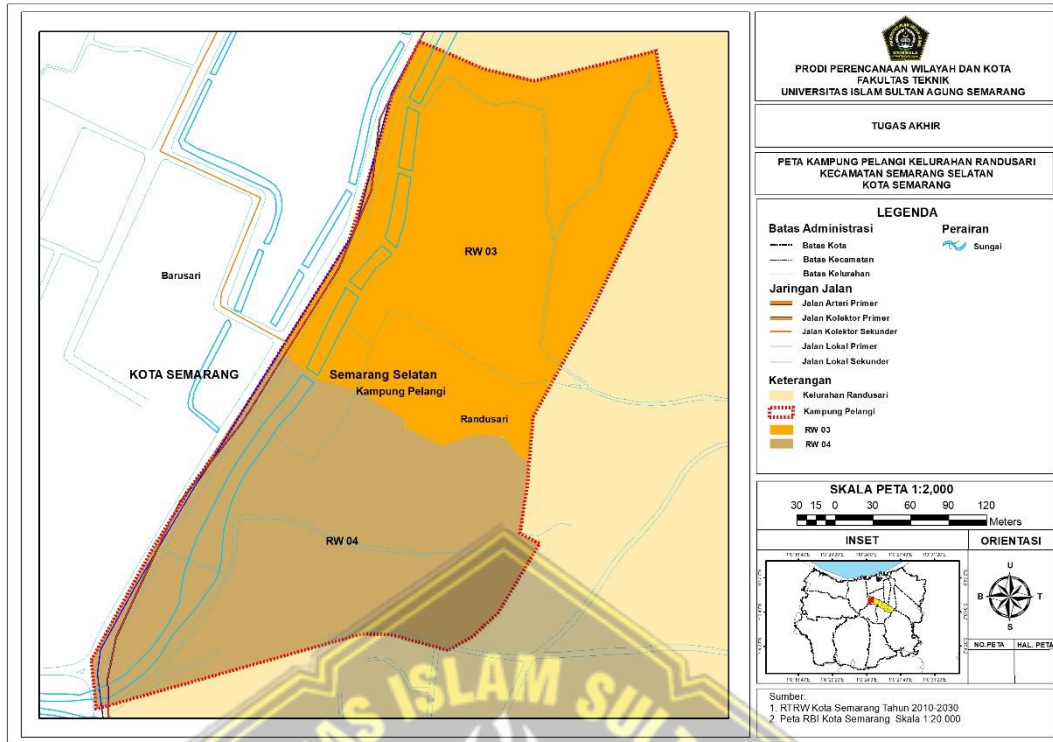 RW 03
Barusari
KOTA SEMARANG
Semarang Selatan
Kampung Pelangi
Randusari
RW 04
ISLAM SUL
PRODI PERENCANAAN WILAYAH DAN KOTA
FAKULTAS TEKNIK
UNIVERSITAS ISLAM SULTAN AGUNG SEMARANG
TUGAS AKHIR
PETA KAMPUNG PELANGI KELURAHAN RANDUSARI
KECAMATAN SEMARANG SELATAN
KOTA SEMARANG
LEGENDA
Batas Administrasi
Batas Kota
Batas Kecamatan
Batas Kelurahan
Perairan
Sungai
Jaringan Jalan
Jalan Arteri Primer
Jalan Kolektor Primer
Jalan Kolektor Sekunder
Jalan Lokal Primer
Jalan Lokal Sekunder
Keterangan
Kelurahan Randusari
Kampung Pelangi
RW 03
RW 04
SKALA PETA 1:2,000
30 15 0 30 60 90 120
Meters
INSET
ORIENTASI
U
B T
S
NO.PETA HAL. PETA
Sumber:
1. RTRW Kota Semarang Tahun 2010-2030
2. Peta RBI Kota Semarang Skala 1:20.000